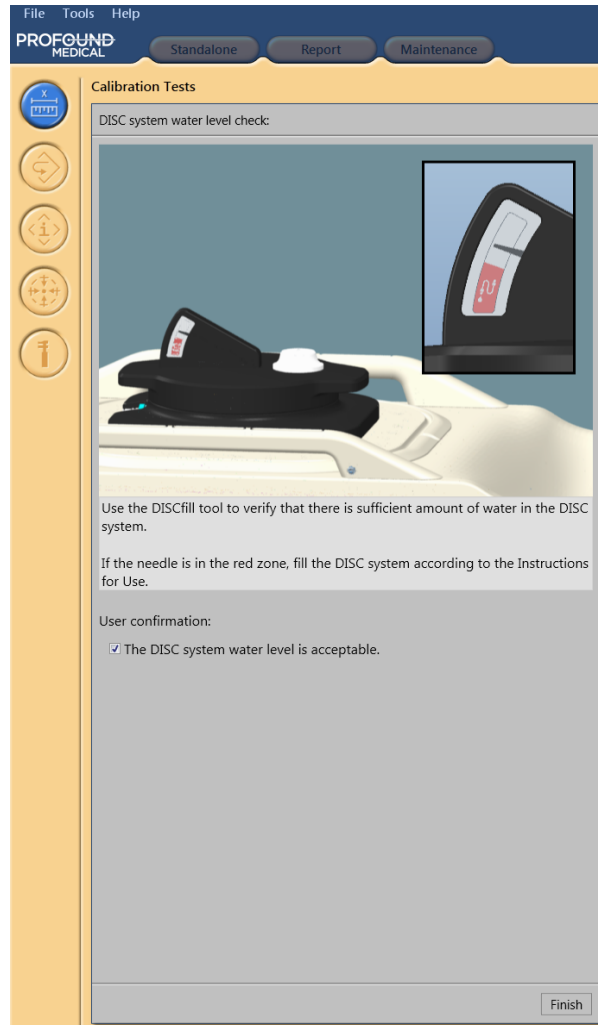 File Tools Help
PROFOUND
MEDICAL
Standalone Report Maintenance
Calibration Tests
X
DISC system water level check:
Use the DISCfill tool to verify that there is sufficient amount of water in the DISC
system.
If the needle is in the red zone, fill the DISC system according to the Instructions
for Use.
User confirmation:
The DISC system water level is acceptable.
Finish